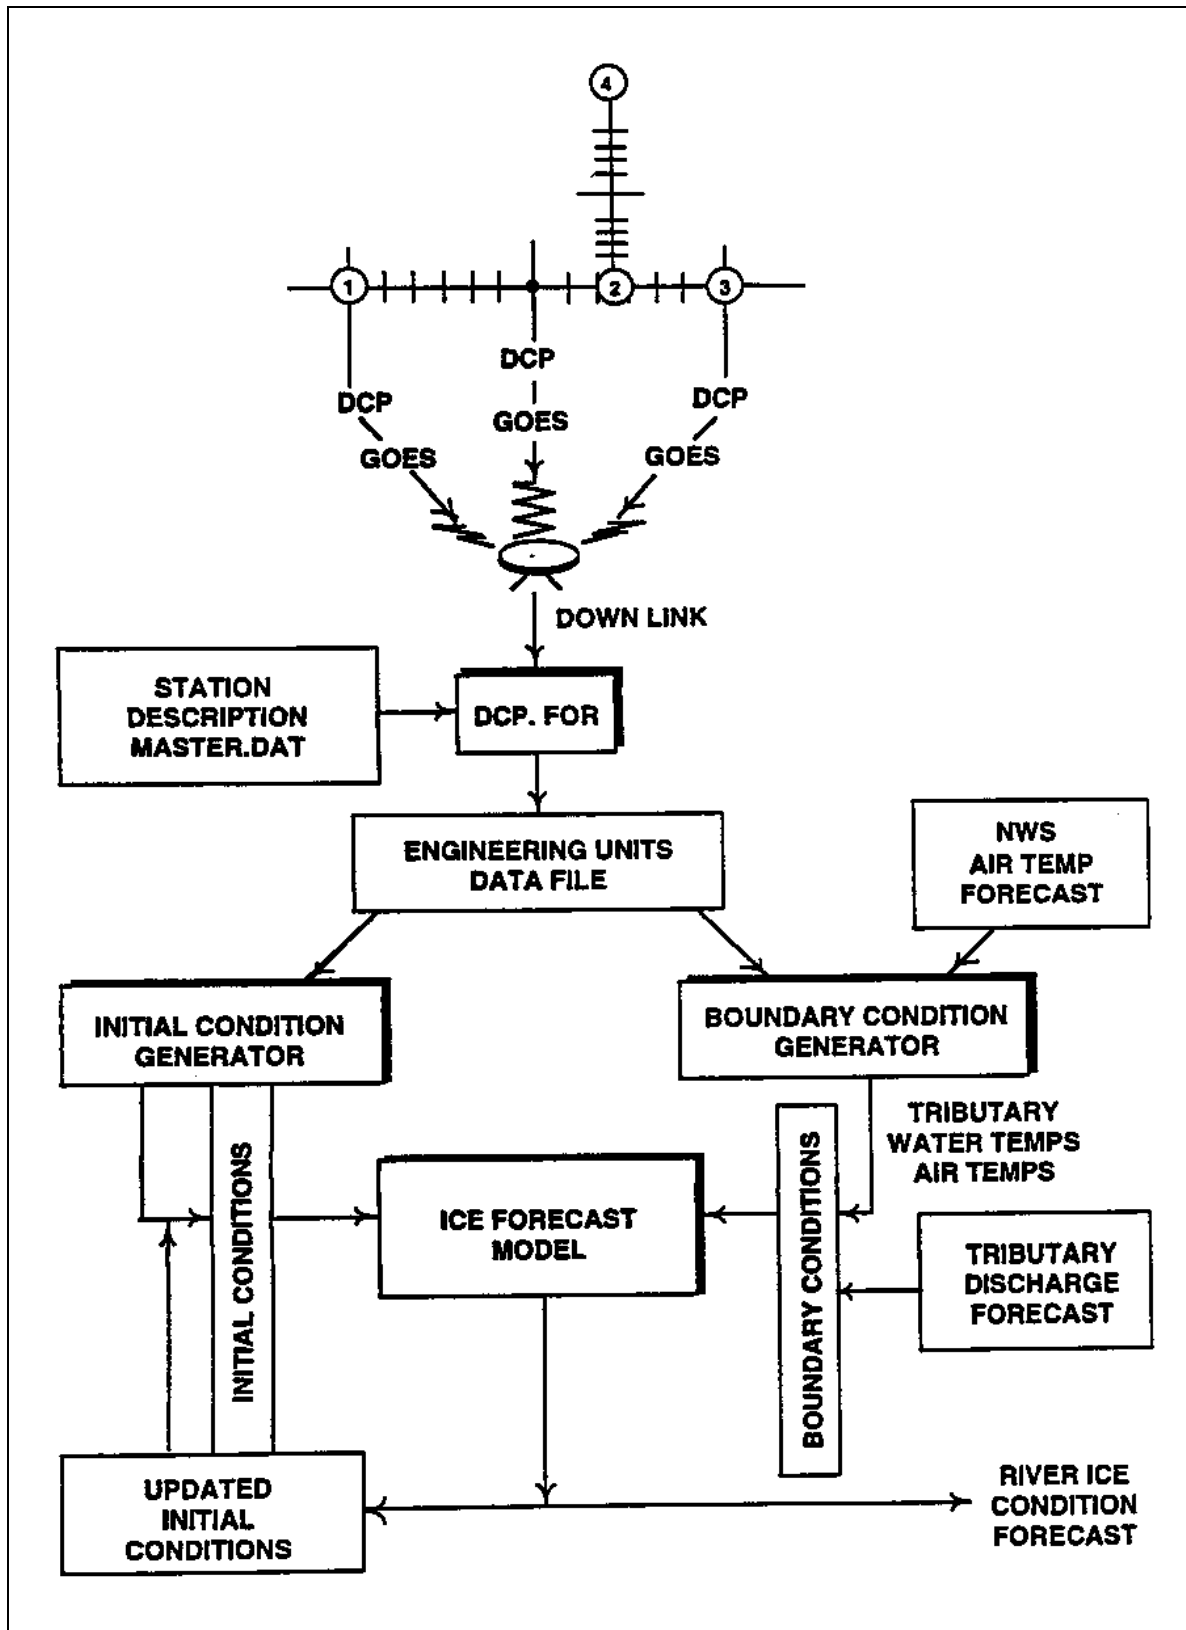 4
1
2
3
DCP
DCP
DCP
GOES
GOES
GOES
DOWN LINK
STATION
DESCRIPTION
MASTER.DAT
DCP. FOR
ENGINEERING UNITS
DATA FILE
NWS
AIR TEMP
FORECAST
INITIAL CONDITION
GENERATOR
BOUNDARY CONDITION
GENERATOR
TRIBUTARY
WATER TEMPS
AIR TEMPS
INITIAL CONDITIONS
ICE FORECAST
MODEL
BOUNDARY CONDITIONS
TRIBUTARY
DISCHARGE
FORECAST
UPDATED
INITIAL
CONDITIONS
RIVER ICE
CONDITION
FORECAST